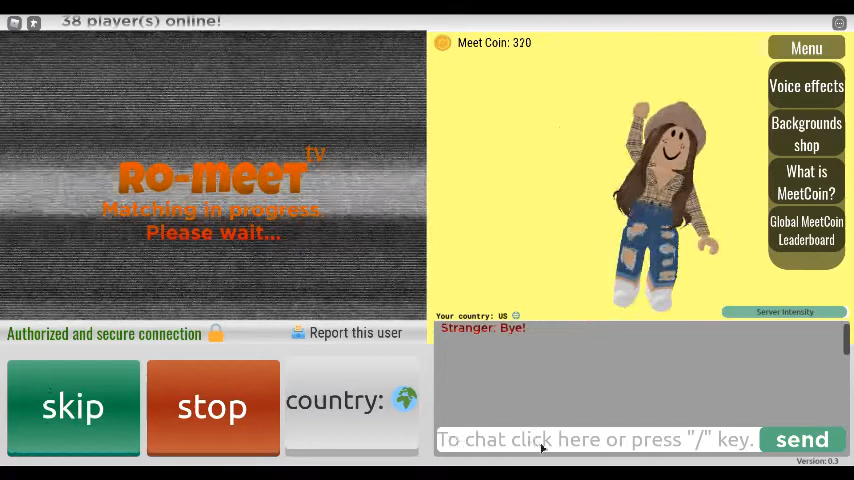 38 player(s) online!
RO-MEET tv
Matching in progress.
Please wait...
Meet Coin: 320
Menu
Voice effects
Backgrounds
shop
What is
MeetCoin?
Global MeetCoin
Leaderboard
Your country: US
Server Intensity
Authorized and secure connection
Report this user
Stranger: Bye!
skip
stop
country:
To chat click here or press "/" key.
send
Version: 0.3